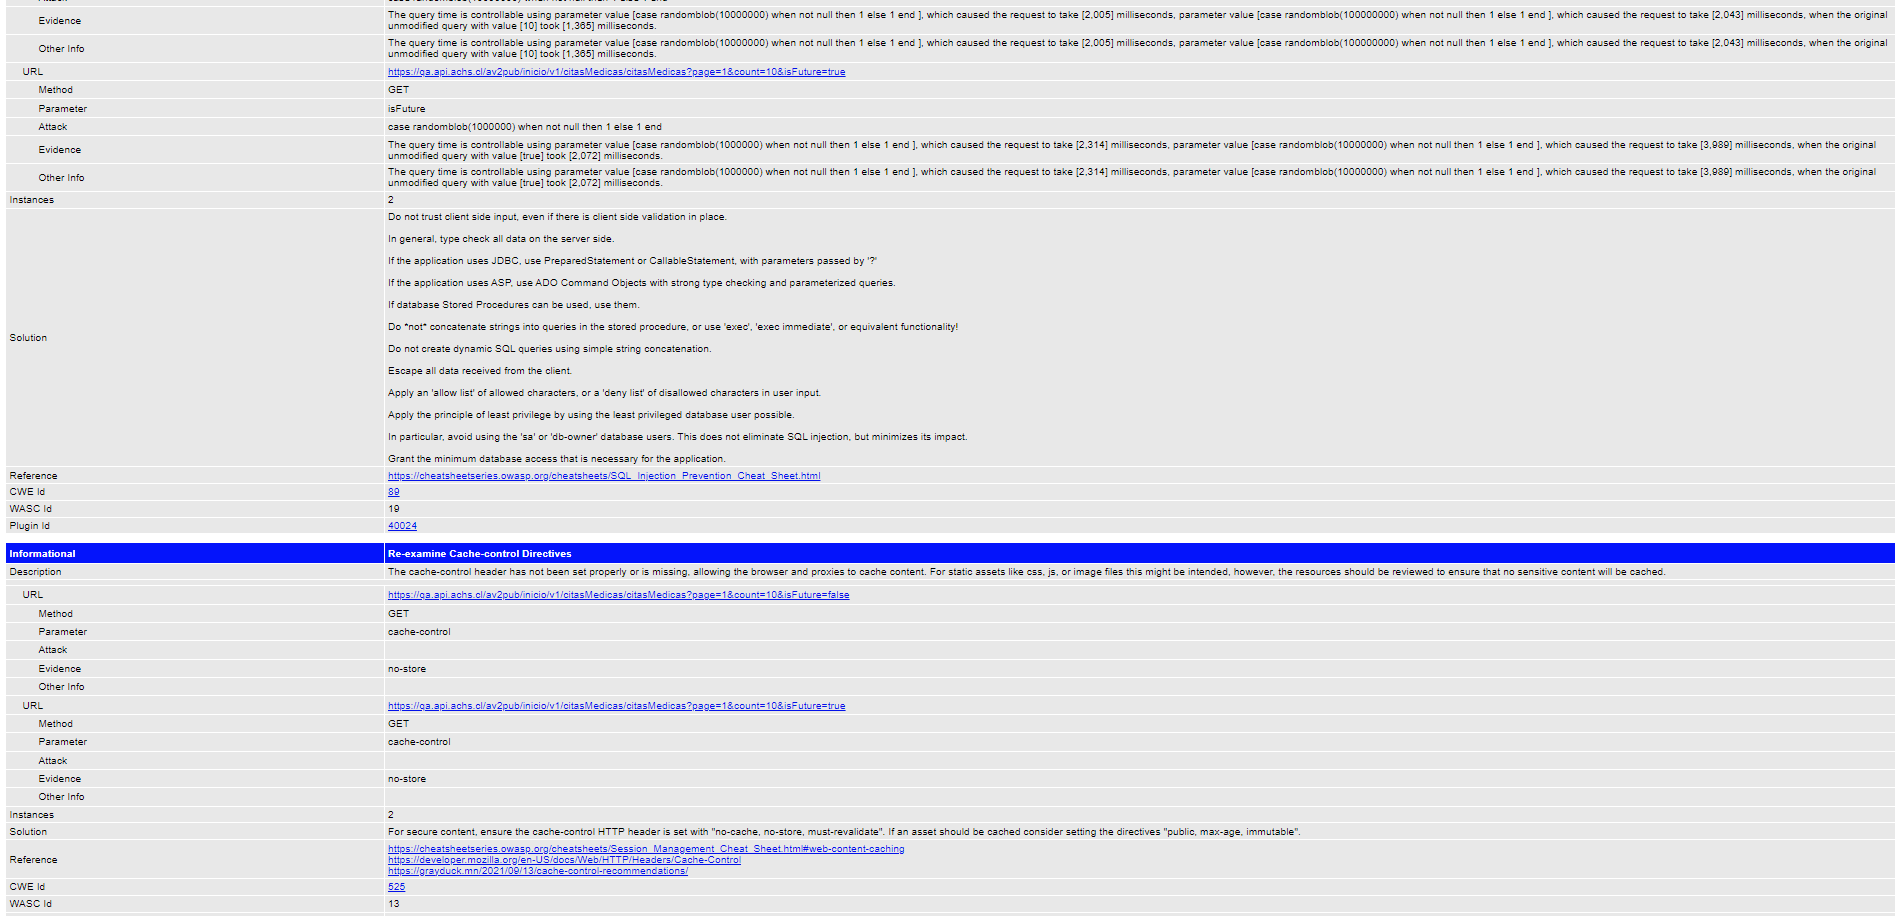 Attack case randomblob(10000000) when not null then 1 else 1 end
Evidence
The query time is controllable using parameter value [case randomblob(10000000) when not null then 1 else 1 end ], which caused the request to take [2,005] milliseconds, parameter value [case randomblob(100000000) when not null then 1 else 1 end ], which caused the request to take [2,043] milliseconds, when the original
unmodified query with value [10] took [1,365] milliseconds.
Other Info
The query time is controllable using parameter value [case randomblob(10000000) when not null then 1 else 1 end ], which caused the request to take [2,005] milliseconds, parameter value [case randomblob(100000000) when not null then 1 else 1 end ], which caused the request to take [2,043] milliseconds, when the original
unmodified query with value [10] took [1,365] milliseconds.
URL https://qa.api.achs.cl/av2pub/inicio/v1/citasMedicas/citasMedicas?page=1&count=10&isFuture=true
Method GET
Parameter isFuture
Attack case randomblob(1000000) when not null then 1 else 1 end
Evidence
The query time is controllable using parameter value [case randomblob(1000000) when not null then 1 else 1 end ], which caused the request to take [2,314] milliseconds, parameter value [case randomblob(10000000) when not null then 1 else 1 end ], which caused the request to take [3,989] milliseconds, when the original
unmodified query with value [true] took [2,072] milliseconds.
Other Info
The query time is controllable using parameter value [case randomblob(1000000) when not null then 1 else 1 end ], which caused the request to take [2,314] milliseconds, parameter value [case randomblob(10000000) when not null then 1 else 1 end ], which caused the request to take [3,989] milliseconds, when the original
unmodified query with value [true] took [2,072] milliseconds.
Instances 2
Solution
Do not trust client side input, even if there is client side validation in place.
In general, type check all data on the server side.
If the application uses JDBC, use PreparedStatement or CallableStatement, with parameters passed by '?'
If the application uses ASP, use ADO Command Objects with strong type checking and parameterized queries.
If database Stored Procedures can be used, use them.
Do *not* concatenate strings into queries in the stored procedure, or use 'exec', 'exec immediate', or equivalent functionality!
Do not create dynamic SQL queries using simple string concatenation.
Escape all data received from the client.
Apply an 'allow list' of allowed characters, or a 'deny list' of disallowed characters in user input.
Apply the principle of least privilege by using the least privileged database user possible.
In particular, avoid using the 'sa' or 'db-owner' database users. This does not eliminate SQL injection, but minimizes its impact.
Grant the minimum database access that is necessary for the application.
Reference https://cheatsheetseries.owasp.org/cheatsheets/SQL_Injection_Prevention_Cheat_Sheet.html
CWE Id 89
WASC Id 19
Plugin Id 40024
Informational Re-examine Cache-control Directives
Description The cache-control header has not been set properly or is missing, allowing the browser and proxies to cache content. For static assets like css, js, or image files this might be intended, however, the resources should be reviewed to ensure that no sensitive content will be cached.
URL https://qa.api.achs.cl/av2pub/inicio/v1/citasMedicas/citasMedicas?page=1&count=10&isFuture=false
Method GET
Parameter cache-control
Attack
Evidence no-store
Other Info
URL https://qa.api.achs.cl/av2pub/inicio/v1/citasMedicas/citasMedicas?page=1&count=10&isFuture=true
Method GET
Parameter cache-control
Attack
Evidence no-store
Other Info
Instances 2
Solution For secure content, ensure the cache-control HTTP header is set with "no-cache, no-store, must-revalidate". If an asset should be cached consider setting the directives "public, max-age, immutable".
Reference
https://cheatsheetseries.owasp.org/cheatsheets/Session_Management_Cheat_Sheet.html#web-content-caching
https://developer.mozilla.org/en-US/docs/Web/HTTP/Headers/Cache-Control
https://grayduck.mn/2021/09/13/cache-control-recommendations/
CWE Id 525
WASC Id 13